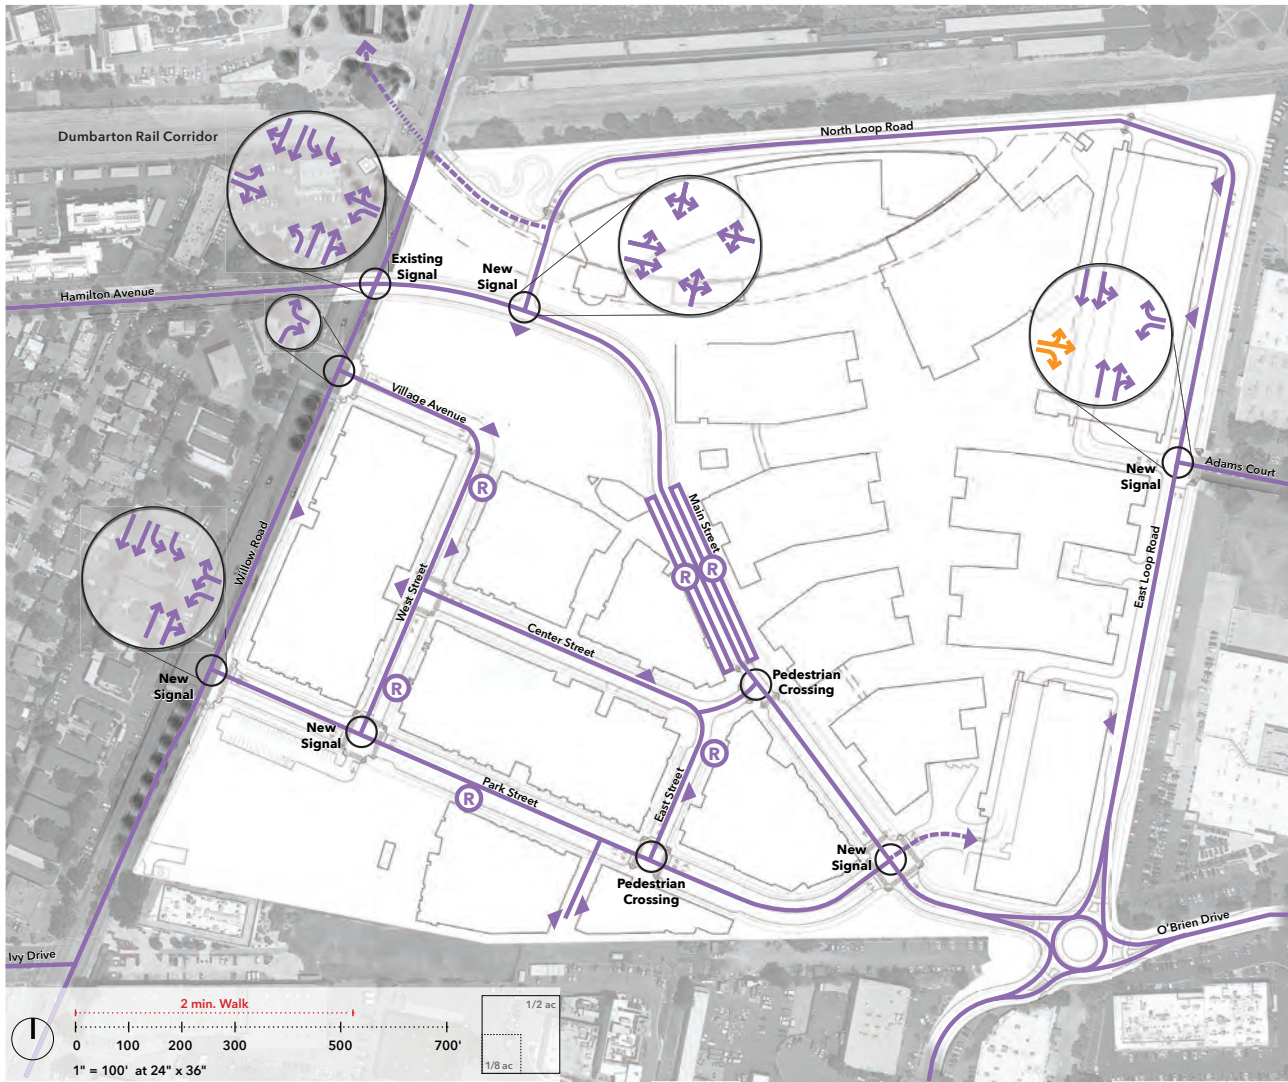 Dumbarton Rail Corridor
North Loop Road
Existing
Signal
New
Signal
Hamilton Avenue
Village Avenue
R
New
Signal
Adams Court
Main Street
Willow Road
West Street
R
R
East Loop Road
Center Street
New
Signal
R
Pedestrian
Crossing
New
Signal
R
East Street
Park Street
R
New
Signal
Pedestrian
Crossing
O'Brien Drive
Ivy Drive
2 min. Walk
0 100 200 300 500 700'
1" = 100' at 24" x 36"
1/2 ac
1/8 ac